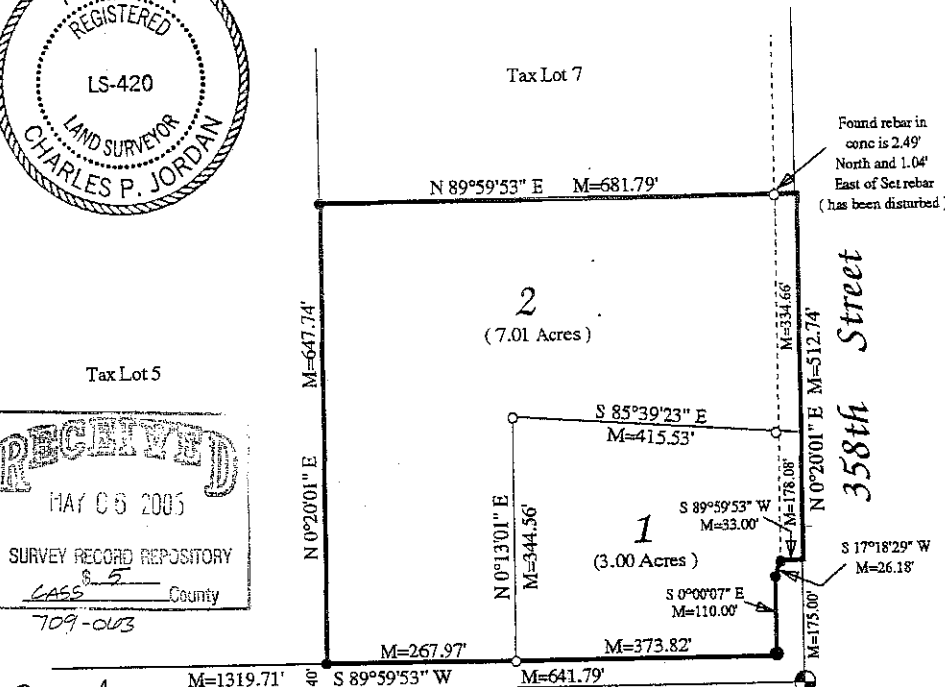 REGISTERED
LS-420
LAND SURVEYOR
CHARLES P. JORDAN
Tax Lot 7
Found rebar in
conc is 2.49'
North and 1.04'
East of Set rebar
( has been disturbed )
N 89°59'53" E M=681.79'
2
( 7.01 Acres )
M=647.74'
N 0°20'01" E
M=334.66'
N 0°20'01" E M=512.74'
358th Street
Tax Lot 5
RECEIVED
MAY 06 2005
SURVEY RECORD REPOSITORY
$ 5
CASS County
709-063
S 85°39'23" E
M=415.53'
N 0°13'01" E
M=344.56'
1
(3.00 Acres )
S 89°59'53" W
M=33.00'
M=178.08'
S 17°18'29" W
M=26.18'
S 0°00'07" E
M=110.00'
M=175.00'
M=267.97'
M=373.82'
M=1319.71'
S 89°59'53" W
M=641.79'